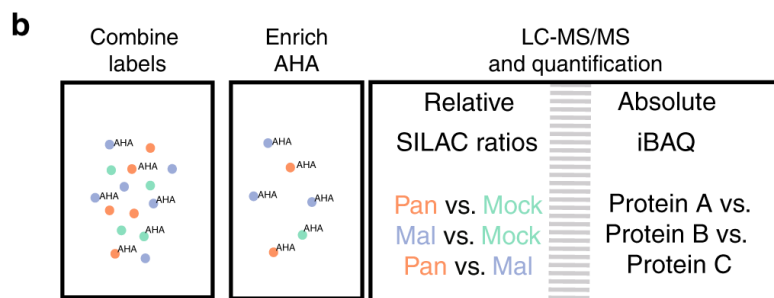 b
Combine
labels
Enrich
AHA
LC-MS/MS
and quantification
AHA
AHA
AHA
AHA
AHA
AHA
AHA
AHA
AHA
AHA
AHA
AHA
Relative
SILAC ratios
Pan vs. Mock
Mal vs. Mock
Pan vs. Mal
Absolute
iBAQ
Protein A vs.
Protein B vs.
Protein C